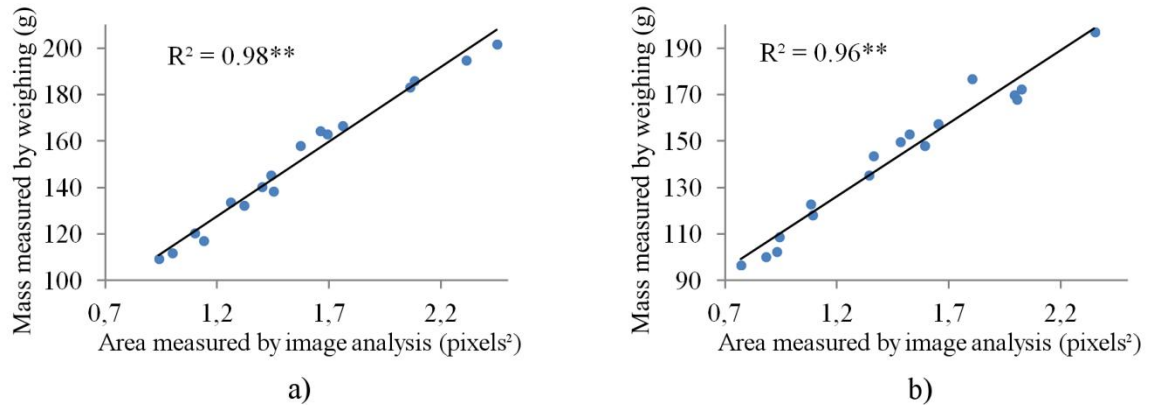 Mass measured by weighing (g)
200
180
160
140
120
100
R² = 0.98**
0,7 1,2 1,7 2,2
Area measured by image analysis (pixels²)
a)
Mass measured by weighing (g)
190
170
150
130
110
90
R² = 0.96**
0,7 1,2 1,7 2,2
Area measured by image analysis (pixels²)
b)